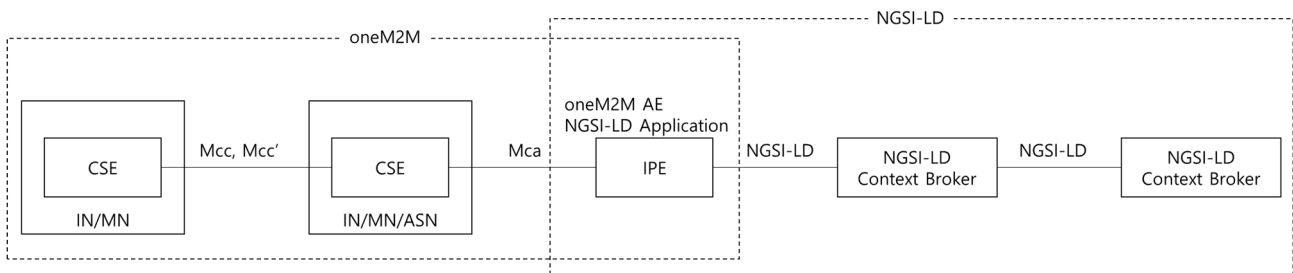 NGSI-LD
oneM2M
oneM2M AE
NGSI-LD Application
CSE
Mcc, Mcc’
CSE
Mca
IPE
NGSI-LD
NGSI-LD
Context Broker
NGSI-LD
NGSI-LD
Context Broker
IN/MN
IN/MN/ASN